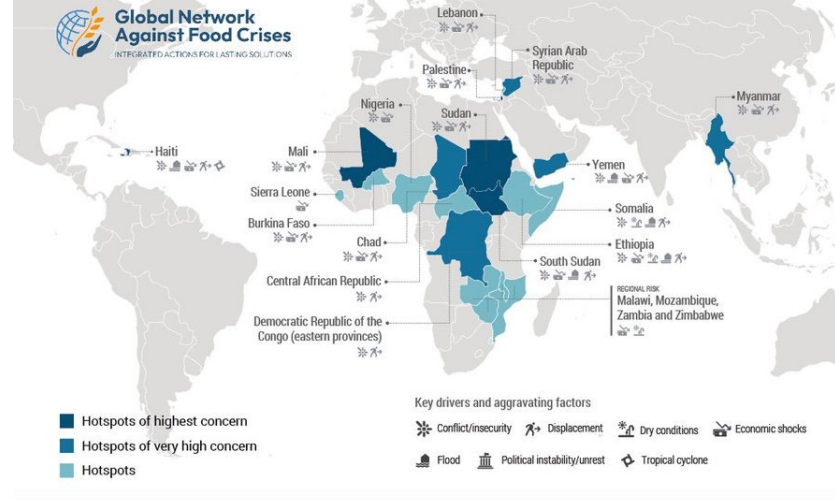 Global Network
Against Food Crises
INTEGRATED ACTIONS FOR LASTING SOLUTIONS
Lebanon
Syrian Arab
Republic
Palestine
Myanmar
Nigeria
Sudan
Haiti
Mali
Yemen
Sierra Leone
Somalia
Burkina Faso
Chad
Ethiopia
South Sudan
Central African Republic
REGIONAL RISK
Malawi, Mozambique,
Zambia and Zimbabwe
Democratic Republic of the
Congo (eastern provinces)
Key drivers and aggravating factors
Hotspots of highest concern
Conflict/insecurity
Displacement
Dry conditions
Economic shocks
Hotspots of very high concern
Flood
Political instability/unrest
Tropical cyclone
Hotspots